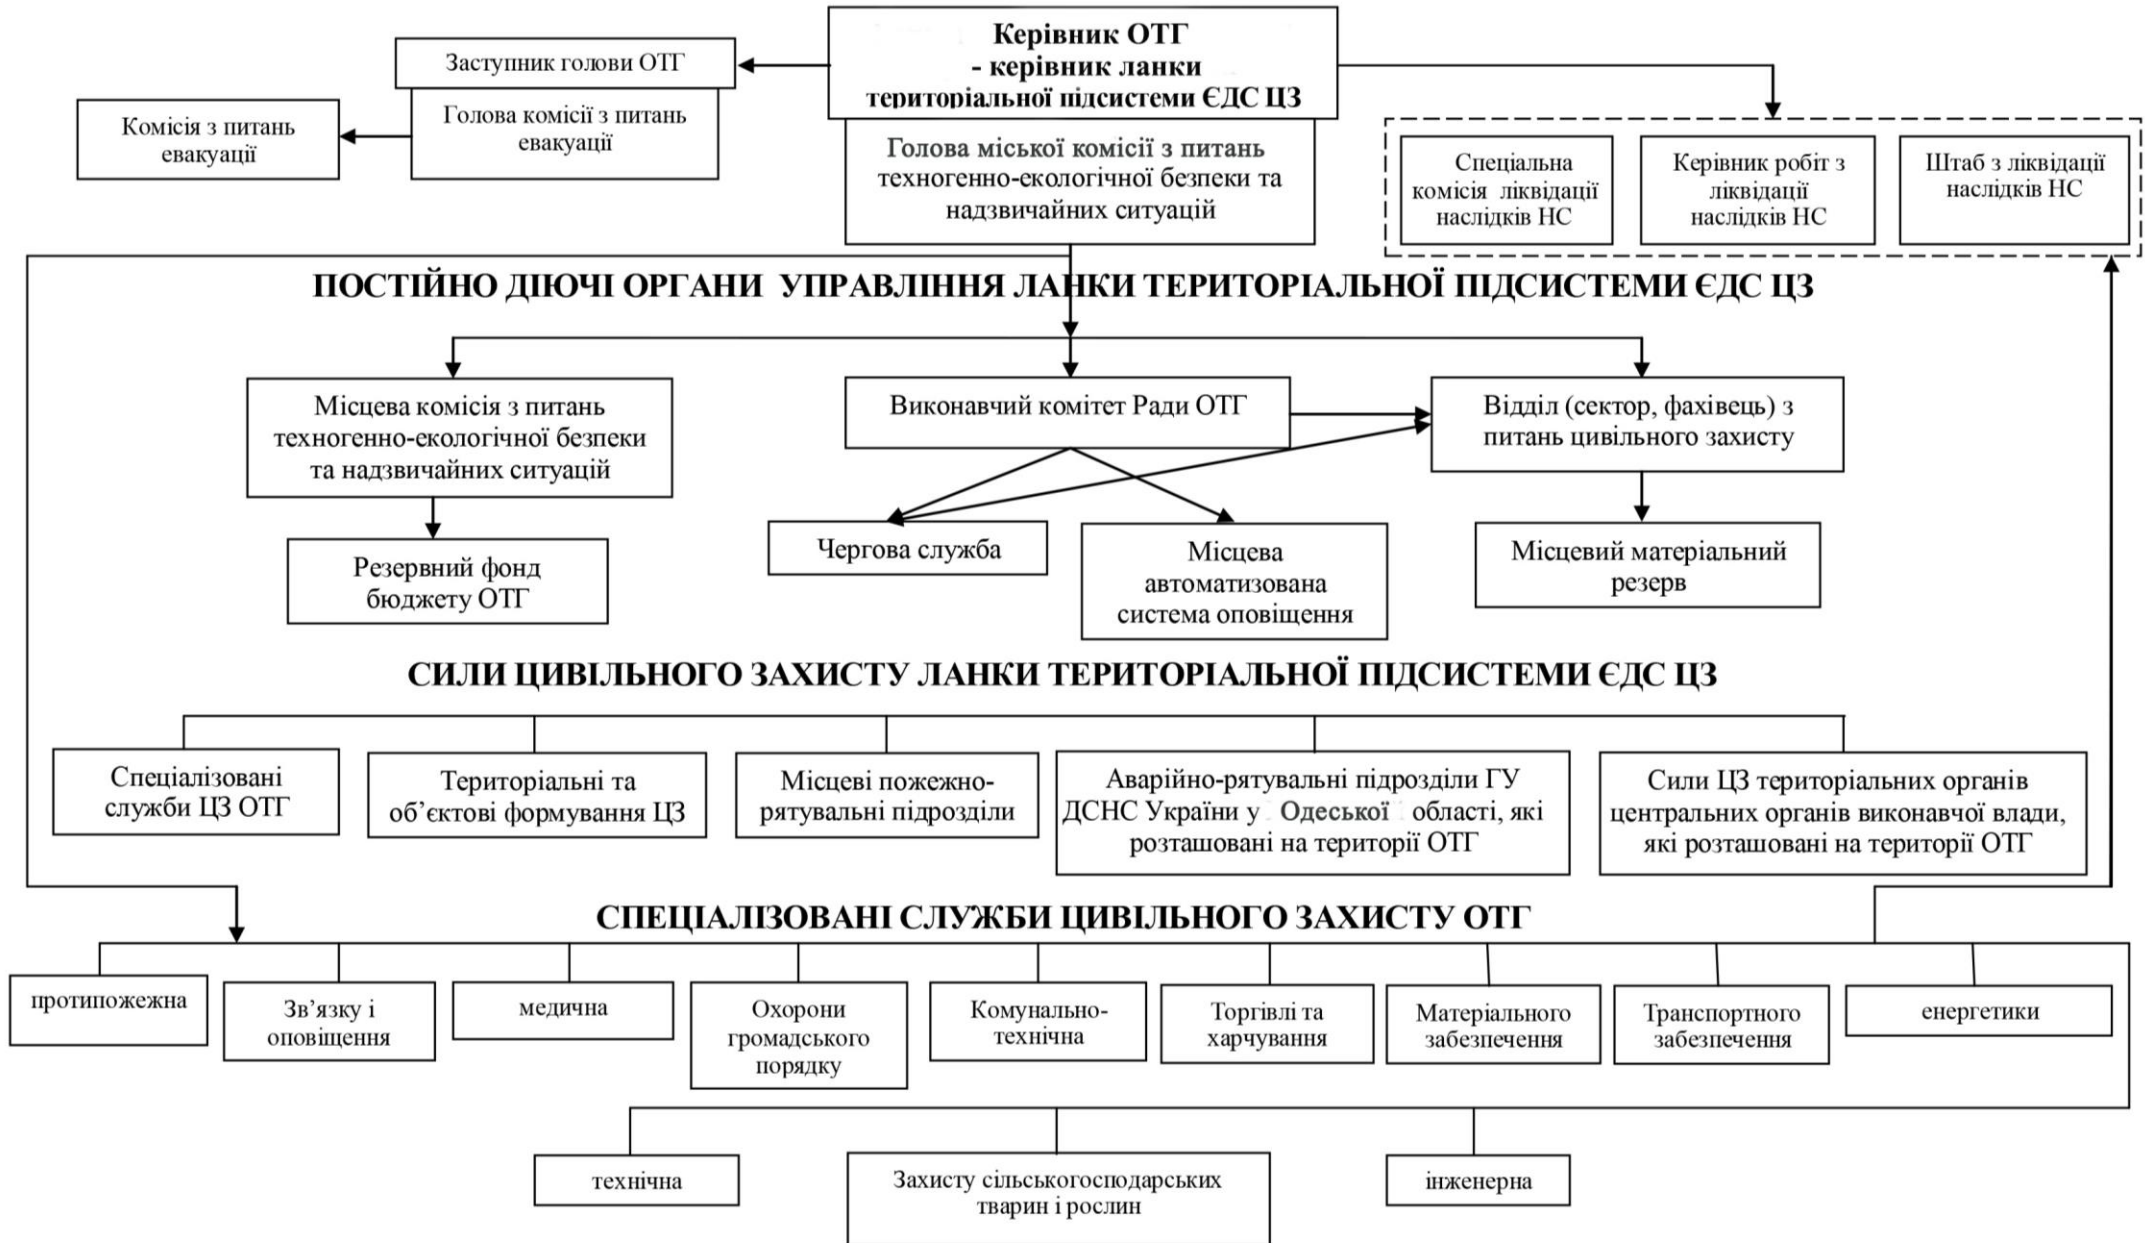 Керівник ОТГ
- керівник ланки
територіальної підсистеми ЄДС ЦЗ
Заступник голови ОТГ
Голова комісії з питань
евакуації
Комісія з питань
евакуації
Голова міської комісії з питань
техногенно-екологічної безпеки та
надзвичайних ситуацій
Спеціальна
комісія ліквідації
наслідків НС
Керівник робіт з
ліквідації
наслідків НС
Штаб з ліквідації
наслідків НС
ПОСТІЙНО ДІЮЧІ ОРГАНИ УПРАВЛІННЯ ЛАНКИ ТЕРИТОРІАЛЬНОЇ ПІДСИСТЕМИ ЄДС ЦЗ
Місцева комісія з питань
техногенно-екологічної безпеки
та надзвичайних ситуацій
Виконавчий комітет Ради ОТГ
Відділ (сектор, фахівець) з
питань цивільного захисту
Резервний фонд
бюджету ОТГ
Чергова служба
Місцева
автоматизована
система оповіщення
Місцевий матеріальний
резерв
СИЛИ ЦИВІЛЬНОГО ЗАХИСТУ ЛАНКИ ТЕРИТОРІАЛЬНОЇ ПІДСИСТЕМИ ЄДС ЦЗ
Спеціалізовані
служби ЦЗ ОТГ
Територіальні та
об’єктові формування ЦЗ
Місцеві пожежно-
рятувальні підрозділи
Аварійно-рятувальні підрозділи ГУ
ДСНС України у Одеської області, які
розташовані на території ОТГ
Сили ЦЗ територіальних органів
центральних органів виконавчої влади,
які розташовані на території ОТГ
СПЕЦІАЛІЗОВАНІ СЛУЖБИ ЦИВІЛЬНОГО ЗАХИСТУ ОТГ
протипожежна
Зв’язку і
оповіщення
медична
Охорони
громадського
порядку
Комунально-
технічна
Торгівлі та
харчування
Матеріального
забезпечення
Транспортного
забезпечення
енергетики
технічна
Захисту сільськогосподарських
тварин і рослин
інженерна